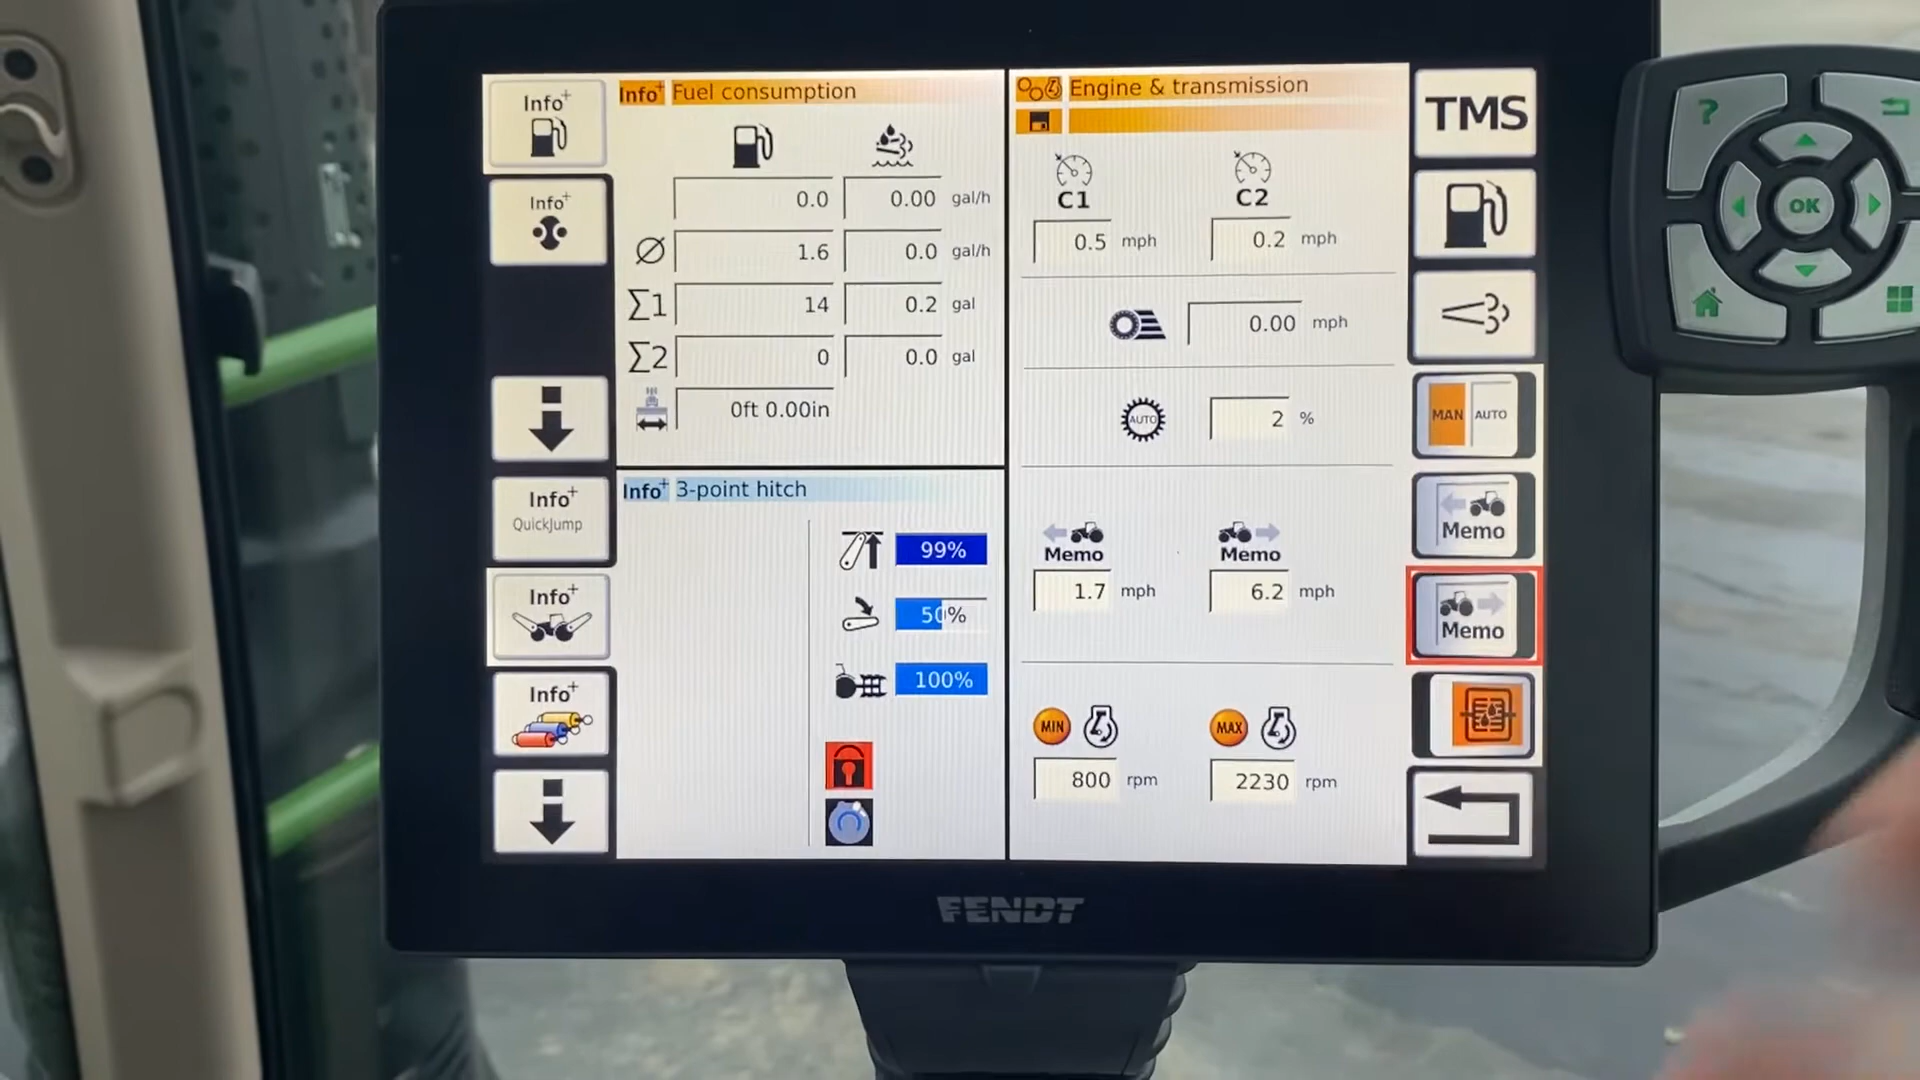 Info+
Info+
Info+
QuickJump
Info+
Info+
Info+ Fuel consumption
0.0 0.00 gal/h
Ø 1.6 0.0 gal/h
∑1 14 0.2 gal
∑2 0 0.0 gal
0ft 0.00in
Info+ 3-point hitch
99%
50%
100%
Engine & transmission
C1 C2
0.5 mph 0.2 mph
0.00 mph
AUTO 2 %
Memo Memo
1.7 mph 6.2 mph
MIN MAX
800 rpm 2230 rpm
TMS
MAN AUTO
Memo
Memo
FENDT
?
OK